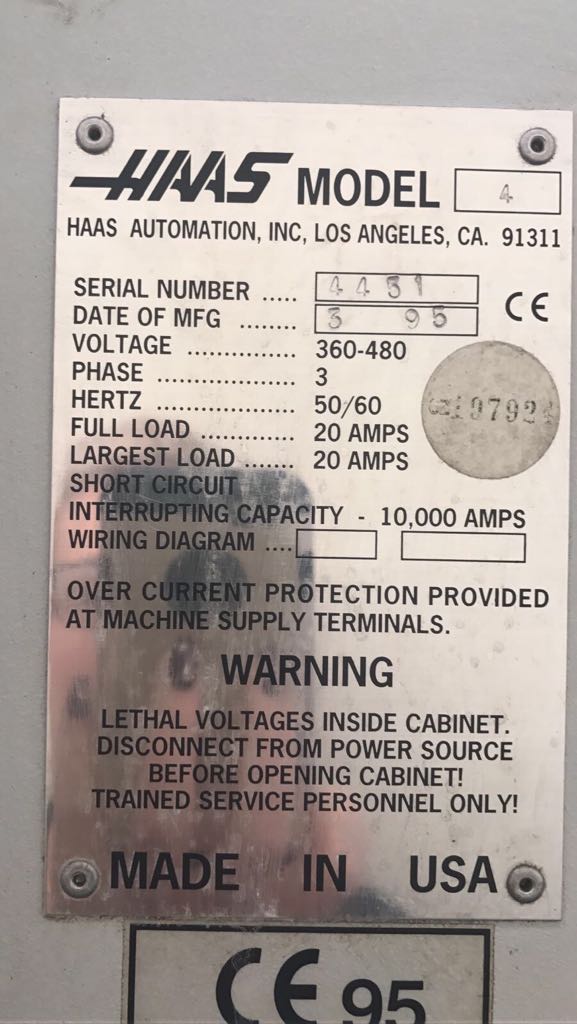 HAAS MODEL 4
HAAS AUTOMATION, INC, LOS ANGELES, CA. 91311
SERIAL NUMBER ..... 4451
DATE OF MFG ........ 3 95
CE
VOLTAGE ............... 360-480
PHASE ................... 3
HERTZ ..................... 50/60
FULL LOAD ............. 20 AMPS
LARGEST LOAD ....... 20 AMPS
SHORT CIRCUIT
INTERRUPTING CAPACITY - 10,000 AMPS
WIRING DIAGRAM ....
OVER CURRENT PROTECTION PROVIDED
AT MACHINE SUPPLY TERMINALS.
WARNING
LETHAL VOLTAGES INSIDE CABINET.
DISCONNECT FROM POWER SOURCE
BEFORE OPENING CABINET!
TRAINED SERVICE PERSONNEL ONLY!
MADE IN USA
CE 95